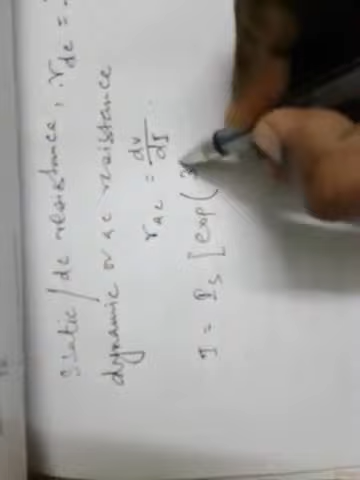 Static / dc resistance, r_dc =
dynamic or ac resistance
r_ac = dv/dI
I = I_s [exp(